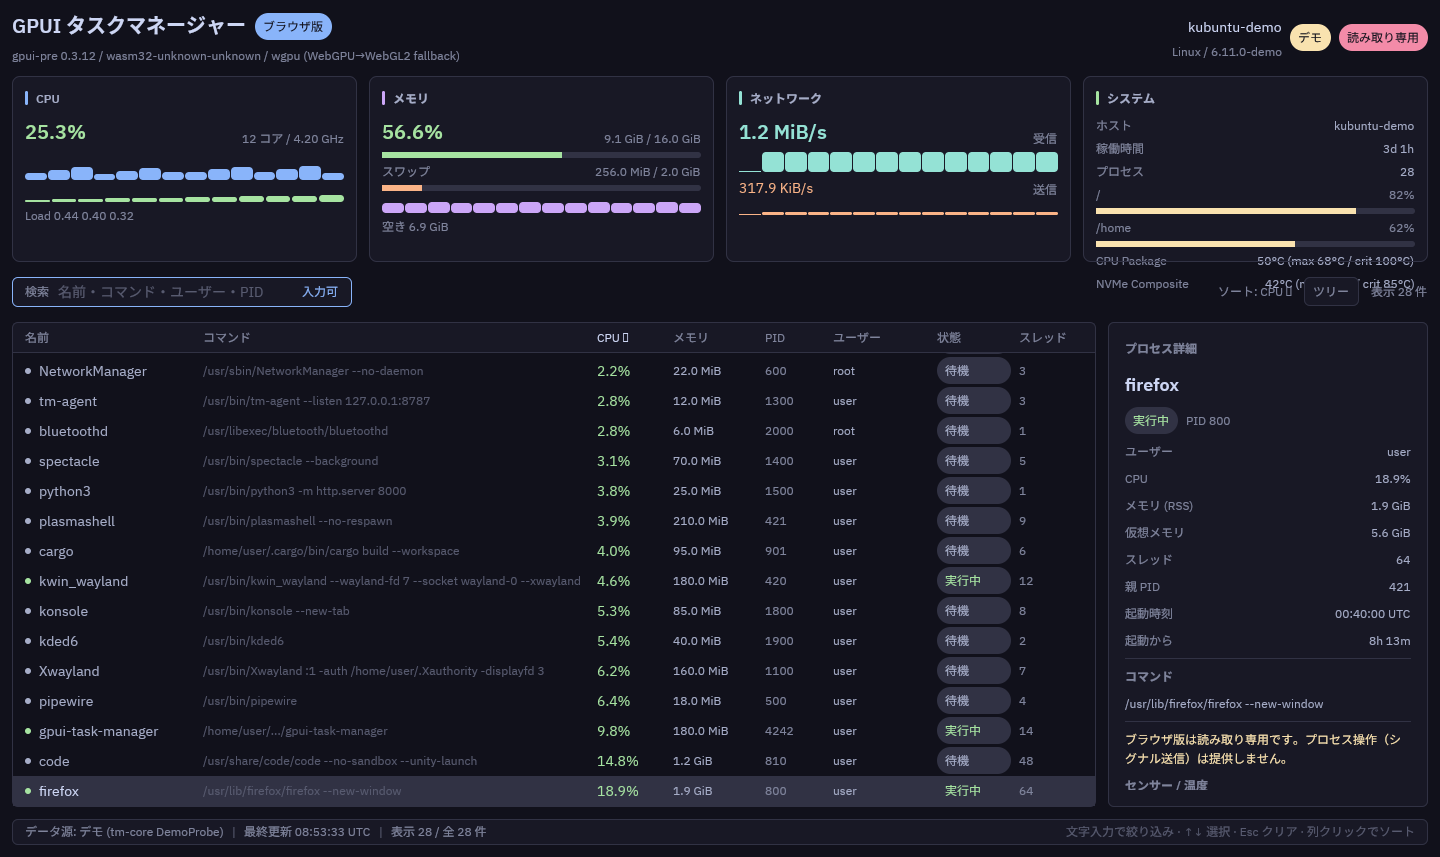 GPUI タスクマネージャー ブラウザ版
gpui-pre 0.3.12 / wasm32-unknown-unknown / wgpu (WebGPU→WebGL2 fallback)
kubuntu-demo
Linux / 6.11.0-demo
デモ 読み取り専用
CPU
25.3% 12 コア / 4.20 GHz
Load 0.44 0.40 0.32
メモリ
56.6% 9.1 GiB / 16.0 GiB
スワップ 256.0 MiB / 2.0 GiB
空き 6.9 GiB
ネットワーク
1.2 MiB/s 受信
317.9 KiB/s 送信
システム
ホスト kubuntu-demo
稼働時間 3d 1h
プロセス 28
/ 82%
/home 62%
CPU Package 50°C (max 68°C / crit 100°C)
NVMe Composite 42°C crit 85°C)
検索 名前・コマンド・ユーザー・PID 入力可
ソート: CPU ツリー 表示 28 件
名前 コマンド CPU メモリ PID ユーザー 状態 スレッド
NetworkManager /usr/sbin/NetworkManager --no-daemon 2.2% 22.0 MiB 600 root 待機 3
tm-agent /usr/bin/tm-agent --listen 127.0.0.1:8787 2.8% 12.0 MiB 1300 user 待機 3
bluetoothd /usr/libexec/bluetooth/bluetoothd 2.8% 6.0 MiB 2000 root 待機 1
spectacle /usr/bin/spectacle --background 3.1% 70.0 MiB 1400 user 待機 5
python3 /usr/bin/python3 -m http.server 8000 3.8% 25.0 MiB 1500 user 待機 1
plasmashell /usr/bin/plasmashell --no-respawn 3.9% 210.0 MiB 421 user 待機 9
cargo /home/user/.cargo/bin/cargo build --workspace 4.0% 95.0 MiB 901 user 待機 6
kwin_wayland /usr/bin/kwin_wayland --wayland-fd 7 --socket wayland-0 --xwayland 4.6% 180.0 MiB 420 user 実行中 12
konsole /usr/bin/konsole --new-tab 5.3% 85.0 MiB 1800 user 待機 8
kded6 /usr/bin/kded6 5.4% 40.0 MiB 1900 user 待機 2
Xwayland /usr/bin/Xwayland :1 -auth /home/user/.Xauthority -displayfd 3 6.2% 160.0 MiB 1100 user 待機 7
pipewire /usr/bin/pipewire 6.4% 18.0 MiB 500 user 待機 4
gpui-task-manager /home/user/…/gpui-task-manager 9.8% 180.0 MiB 4242 user 実行中 14
code /usr/share/code/code --no-sandbox --unity-launch 14.8% 1.2 GiB 810 user 待機 48
firefox /usr/lib/firefox/firefox --new-window 18.9% 1.9 GiB 800 user 実行中 64
プロセス詳細
firefox
実行中 PID 800
ユーザー user
CPU 18.9%
メモリ (RSS) 1.9 GiB
仮想メモリ 5.6 GiB
スレッド 64
親 PID 421
起動時刻 00:40:00 UTC
起動から 8h 13m
コマンド
/usr/lib/firefox/firefox --new-window
ブラウザ版は読み取り専用です。プロセス操作（シ
グナル送信）は提供しません。
センサー / 温度
データ源: デモ (tm-core DemoProbe) | 最終更新 08:53:33 UTC | 表示 28 / 全 28 件
文字入力で絞り込み · ↑↓ 選択 · Esc クリア · 列クリックでソート